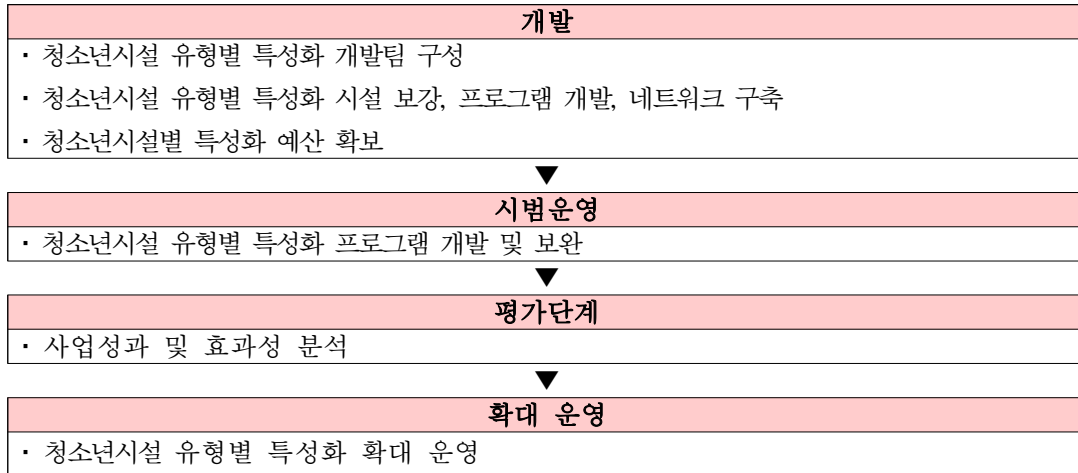 개발
· 청소년시설 유형별 특성화 개발팀 구성
· 청소년시설 유형별 특성화 시설 보강, 프로그램 개발, 네트워크 구축
· 청소년시설별 특성화 예산 확보
▼
시범운영
· 청소년시설 유형별 특성화 프로그램 개발 및 보완
▼
평가단계
· 사업성과 및 효과성 분석
▼
확대 운영
· 청소년시설 유형별 특성화 확대 운영